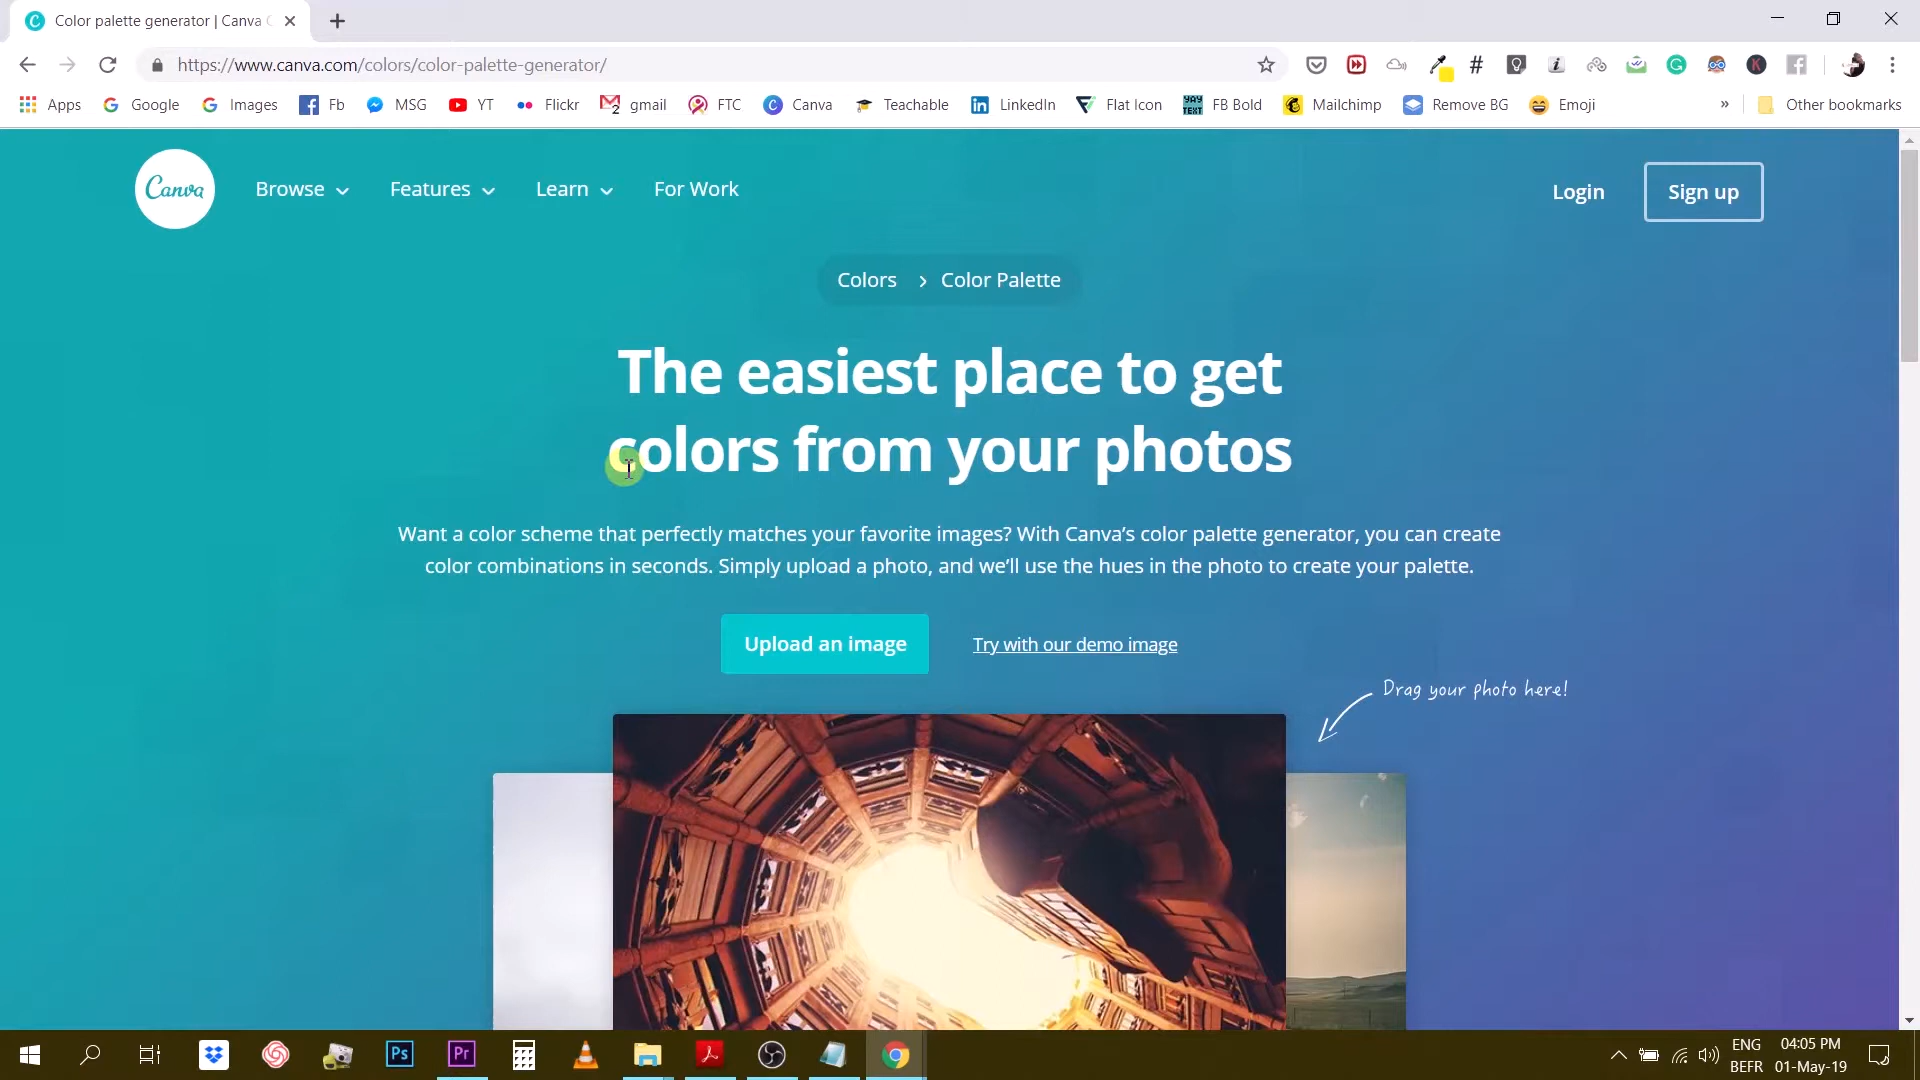 Color palette generator | Canva
https://www.canva.com/colors/color-palette-generator/
Apps Google Images Fb MSG YT Flickr gmail FTC Canva Teachable LinkedIn Flat Icon FB Bold Mailchimp Remove BG Emoji » Other bookmarks
Canva Browse Features Learn For Work Login Sign up
Colors > Color Palette
The easiest place to get
colors from your photos
Want a color scheme that perfectly matches your favorite images? With Canva’s color palette generator, you can create
color combinations in seconds. Simply upload a photo, and we’ll use the hues in the photo to create your palette.
Upload an image Try with our demo image
Drag your photo here!
Ps Pr
ENG 04:05 PM
BEFR 01-May-19